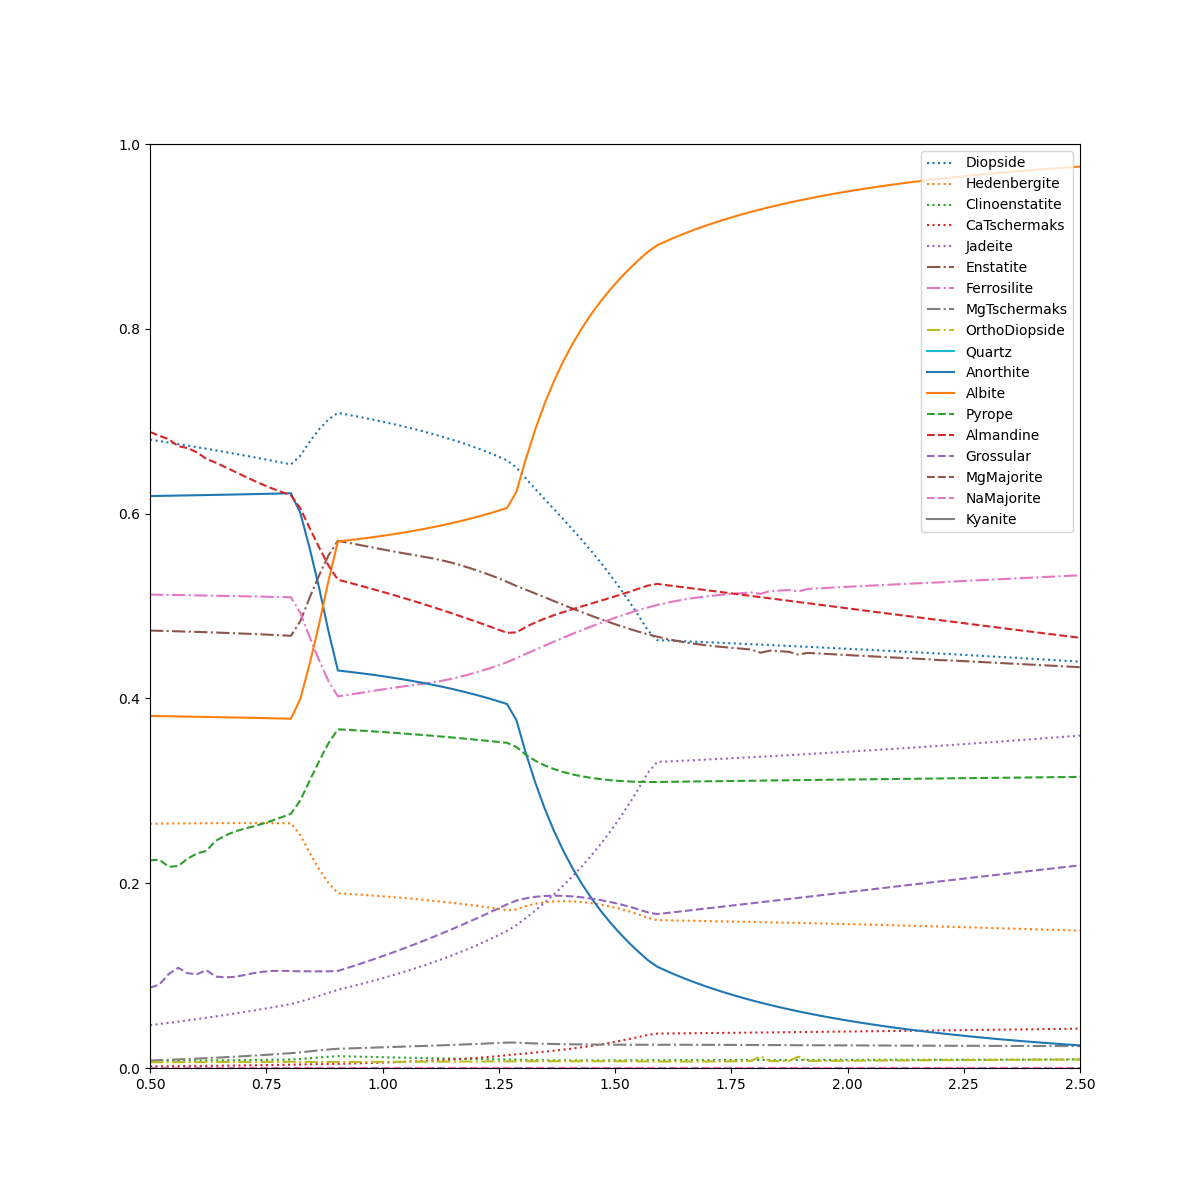 1.0
0.8
0.6
0.4
0.2
0.0
0.50 0.75 1.00 1.25 1.50 1.75 2.00 2.25 2.50
Diopside
Hedenbergite
Clinoenstatite
CaTschermaks
Jadeite
Enstatite
Ferrosilite
MgTschermaks
OrthoDiopside
Quartz
Anorthite
Albite
Pyrope
Almandine
Grossular
MgMajorite
NaMajorite
Kyanite